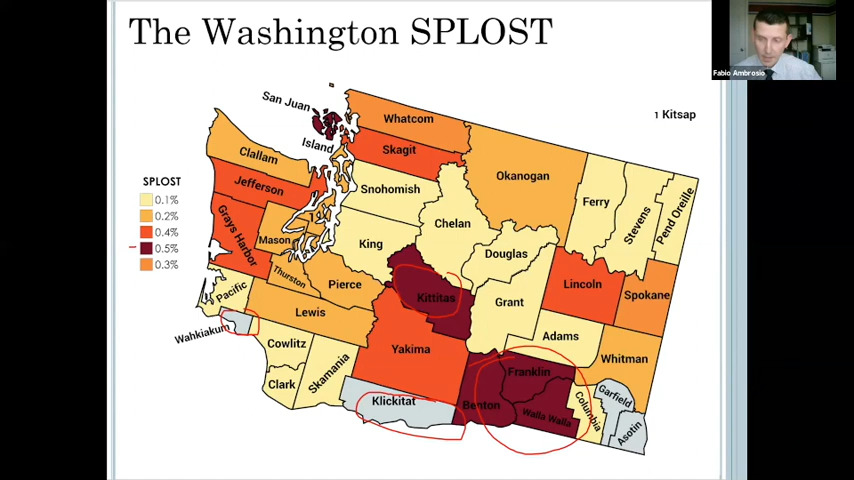 The Washington SPLOST
Fabio Ambrosio
San Juan
Whatcom
1 Kitsap
Island
Skagit
Clallam
Okanogan
SPLOST
0.1%
0.2%
0.4%
0.5%
0.3%
Jefferson
Snohomish
Ferry
Stevens
Pend Oreille
Grays Harbor
Mason
1
King
Chelan
Douglas
Thurston
Pierce
Kittitas
Grant
Lincoln
Spokane
Pacific
Lewis
Wahkiakum
Cowlitz
Yakima
Adams
Whitman
Clark
Skamania
Klickitat
Benton
Franklin
Walla Walla
Columbia
Garfield
Asotin